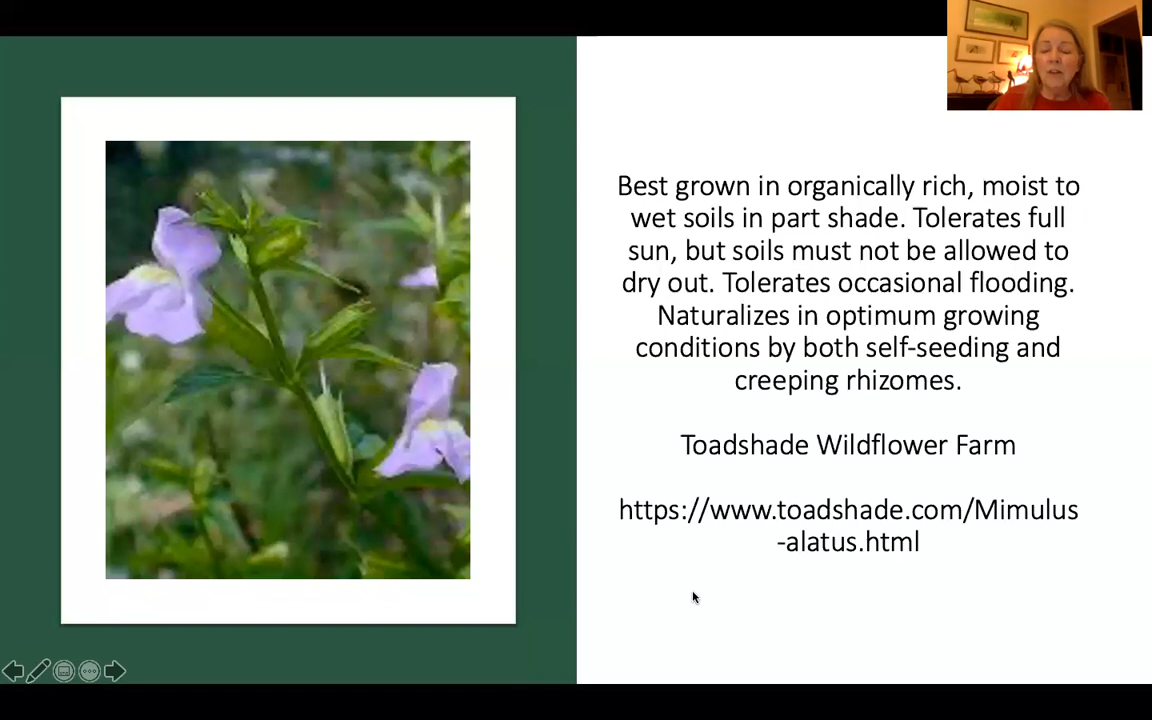 Best grown in organically rich, moist to
wet soils in part shade. Tolerates full
sun, but soils must not be allowed to
dry out. Tolerates occasional flooding.
Naturalizes in optimum growing
conditions by both self-seeding and
creeping rhizomes.
Toadshade Wildflower Farm
https://www.toadshade.com/Mimulus
-alatus.html